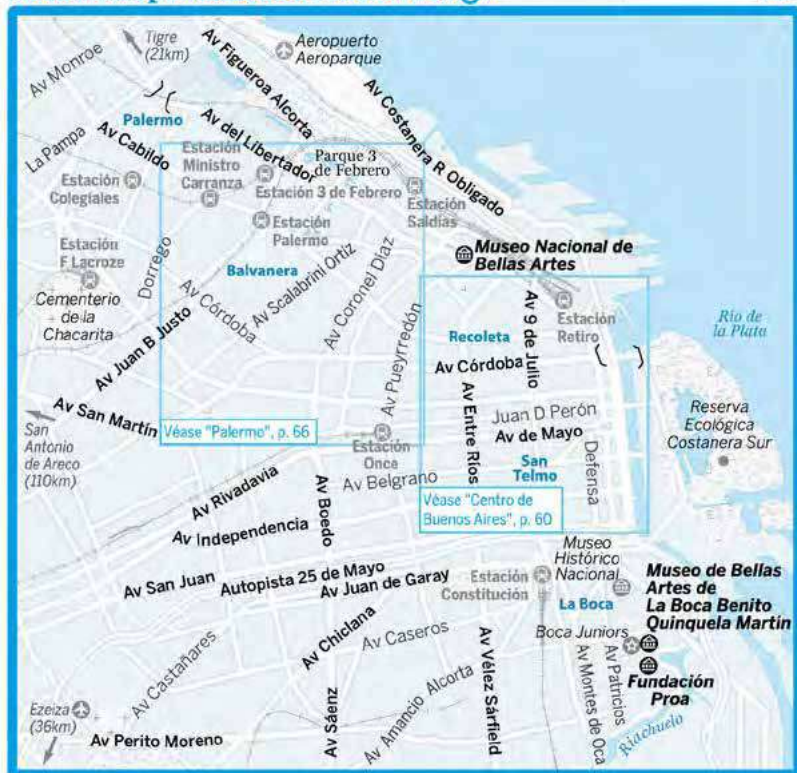 Tigre
(21km)
Aeropuerto
Aeroparque
Av Monroe
Av Figueroa Alcorta
Av Costanera R Obligado
Palermo
La Pampa
Av Cabildo
Av del Libertador
Estación
Ministro
Carranza
Parque 3
de Febrero
Estación 3 de Febrero
Estación
Colegiales
Estación
Saldías
Estación
Palermo
Estación
F Lacroze
Cementerio
de la
Chacarita
Dorrego
Balvanera
Av Scalabrini Ortiz
Av Coronel Díaz
Av Córdoba
Museo Nacional de
Bellas Artes
Av Juan B Justo
Av Pueyrredón
Av 9 de Julio
Estación
Retiro
Recoleta
Río de
la Plata
Av Córdoba
Av San Martín
Véase "Palermo", p. 66
Av Entre Ríos
Juan D Perón
Av de Mayo
San
Antonio
de Areco
(110km)
Estación
Once
San
Telmo
Defensa
Reserva
Ecológica
Costanera Sur
Av Rivadavia
Av Belgrano
Véase "Centro de
Buenos Aires", p. 60
Av Independencia
Av Boedo
Av San Juan
Autopista 25 de Mayo
Av Juan de Garay
Estación
Constitución
Museo
Histórico
Nacional
Museo de Bellas
Artes de
La Boca Benito
Quinquela Martín
La Boca
Boca Juniors
Av Chiclana
Av Caseros
Av Castañares
Av Sáenz
Av Amancio Alcorta
Av Vélez Sársfield
Av Montes de Oca
Av Patricios
Fundación
Proa
Riachuelo
Ezeiza
(36km)
Av Perito Moreno